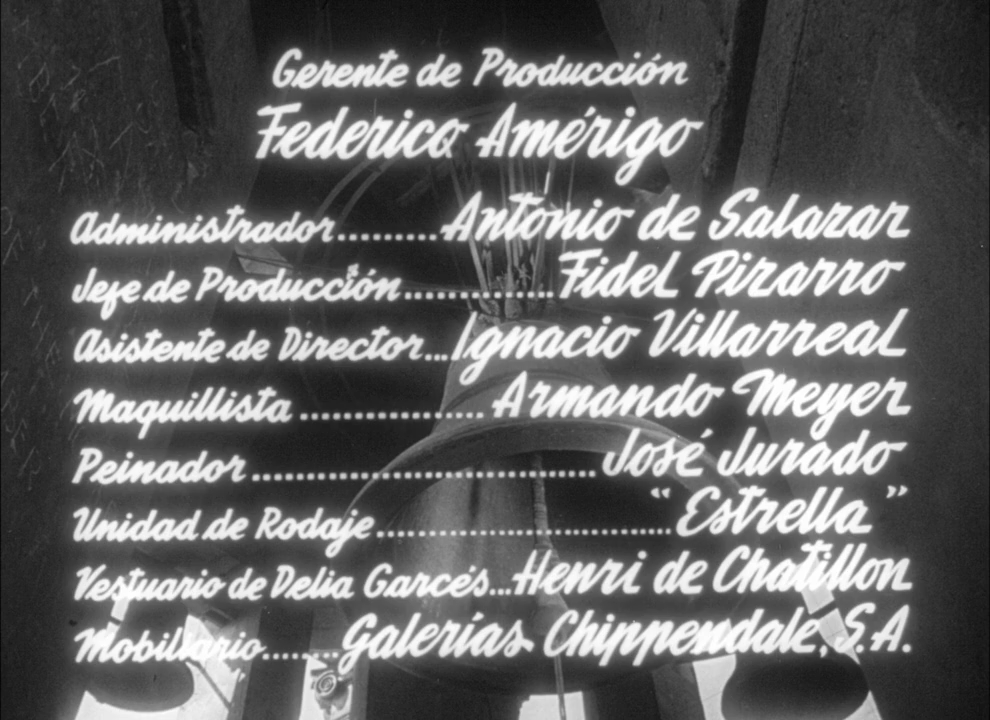 Gerente de Producción
Federico Amérigo
Administrador........Antonio de Salazar
Jefe de Producción............Fidel Pizarro
Asistente de Director...Ignacio Villarreal
Maquillista ............... Armando Meyer
Peinador ............................ José Jurado
Unidad de Rodaje........................ "Estrella"
Vestuario de Delia Garcés...Henri de Chatillon
Mobiliario........Galerías Chippendale, S.A.